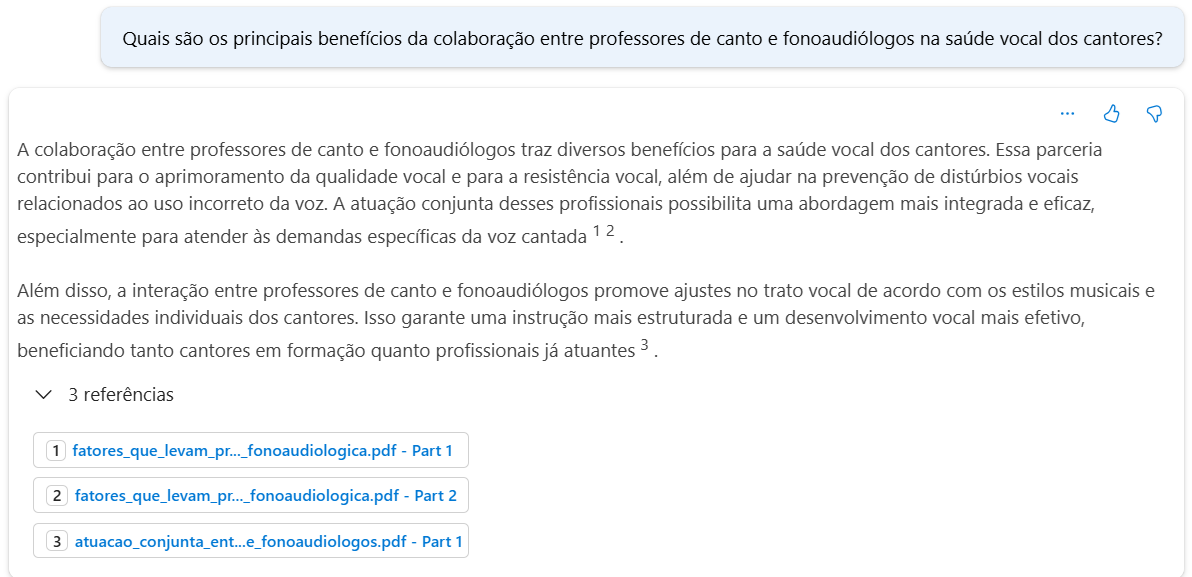 Quais são os principais benefícios da colaboração entre professores de canto e fonoaudiólogos na saúde vocal dos cantores?
A colaboração entre professores de canto e fonoaudiólogos traz diversos benefícios para a saúde vocal dos cantores. Essa parceria
contribui para o aprimoramento da qualidade vocal e para a resistência vocal, além de ajudar na prevenção de distúrbios vocais
relacionados ao uso incorreto da voz. A atuação conjunta desses profissionais possibilita uma abordagem mais integrada e eficaz,
especialmente para atender às demandas específicas da voz cantada 1 2 .
Além disso, a interação entre professores de canto e fonoaudiólogos promove ajustes no trato vocal de acordo com os estilos musicais e
as necessidades individuais dos cantores. Isso garante uma instrução mais estruturada e um desenvolvimento vocal mais efetivo,
beneficiando tanto cantores em formação quanto profissionais já atuantes 3 .
3 referências
1 fatores_que_levam_pr..._fonoaudiologica.pdf - Part 1
2 fatores_que_levam_pr..._fonoaudiologica.pdf - Part 2
3 atuacao_conjunta_ent...e_fonoaudiologos.pdf - Part 1